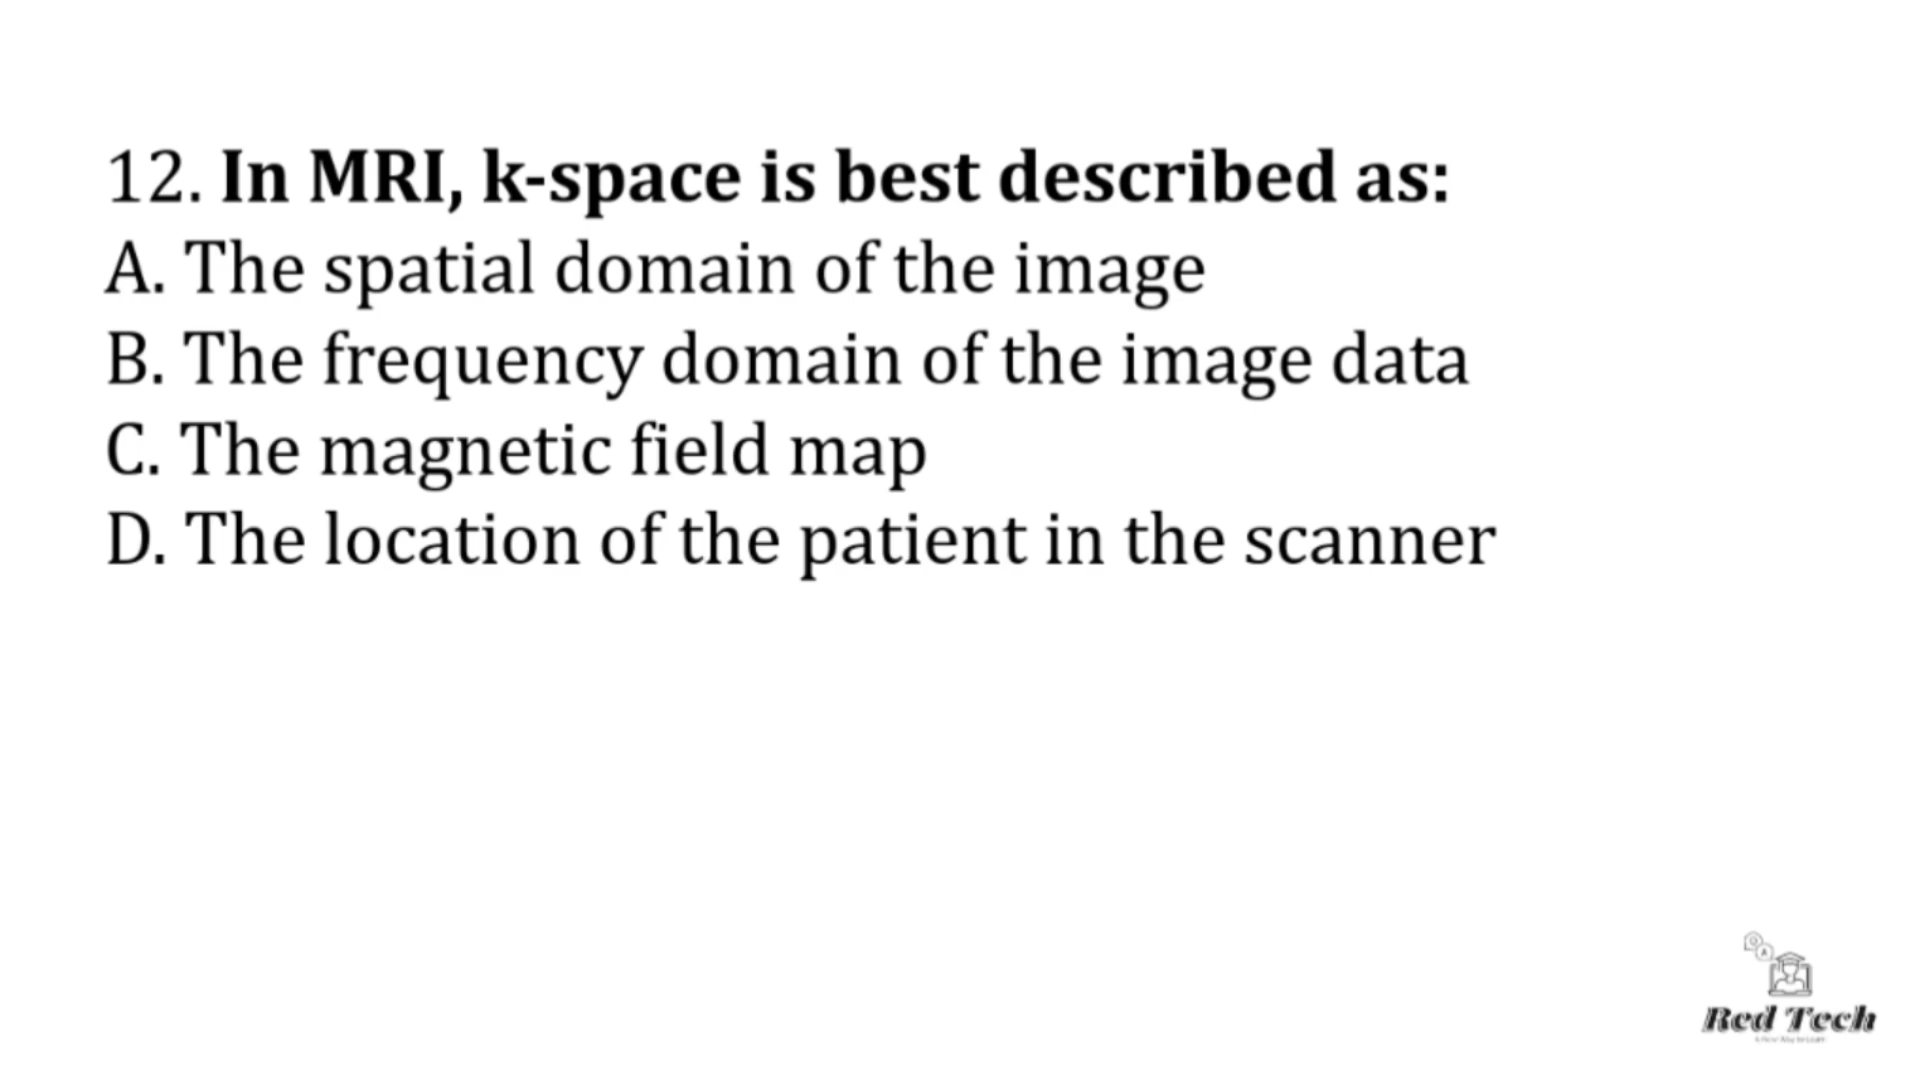 12. In MRI, k-space is best described as:
A. The spatial domain of the image
B. The frequency domain of the image data
C. The magnetic field map
D. The location of the patient in the scanner
Q
A
Red Tech